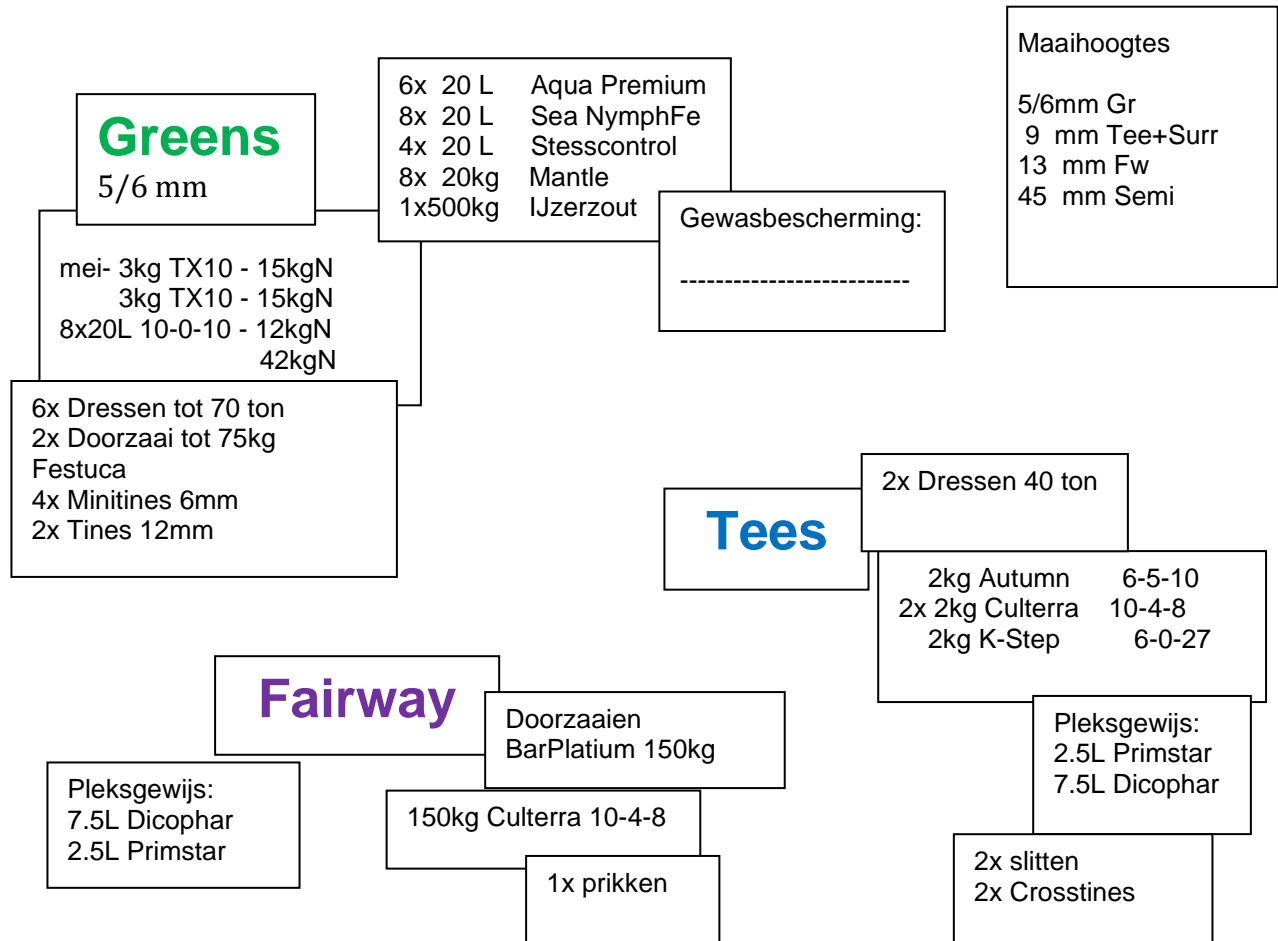 Greens
5/6 mm
6x 20 L Aqua Premium
8x 20 L Sea NymphFe
4x 20 L Stesscontrol
8x 20kg Mantle
1x500kg IJzerzout
Gewasbescherming:
--------------------------
Maaihoogtes
5/6mm Gr
9 mm Tee+Surr
13 mm Fw
45 mm Semi
mei- 3kg TX10 - 15kgN
3kg TX10 - 15kgN
8x20L 10-0-10 - 12kgN
42kgN
6x Dressen tot 70 ton
2x Doorzaai tot 75kg
Festuca
4x Minitines 6mm
2x Tines 12mm
Tees
2x Dressen 40 ton
2kg Autumn 6-5-10
2x 2kg Culterra 10-4-8
2kg K-Step 6-0-27
Pleksgewijs:
2.5L Primstar
7.5L Dicophar
2x slitten
2x Crosstines
Fairway
Doorzaaien
BarPlatium 150kg
150kg Culterra 10-4-8
1x prikken
Pleksgewijs:
7.5L Dicophar
2.5L Primstar